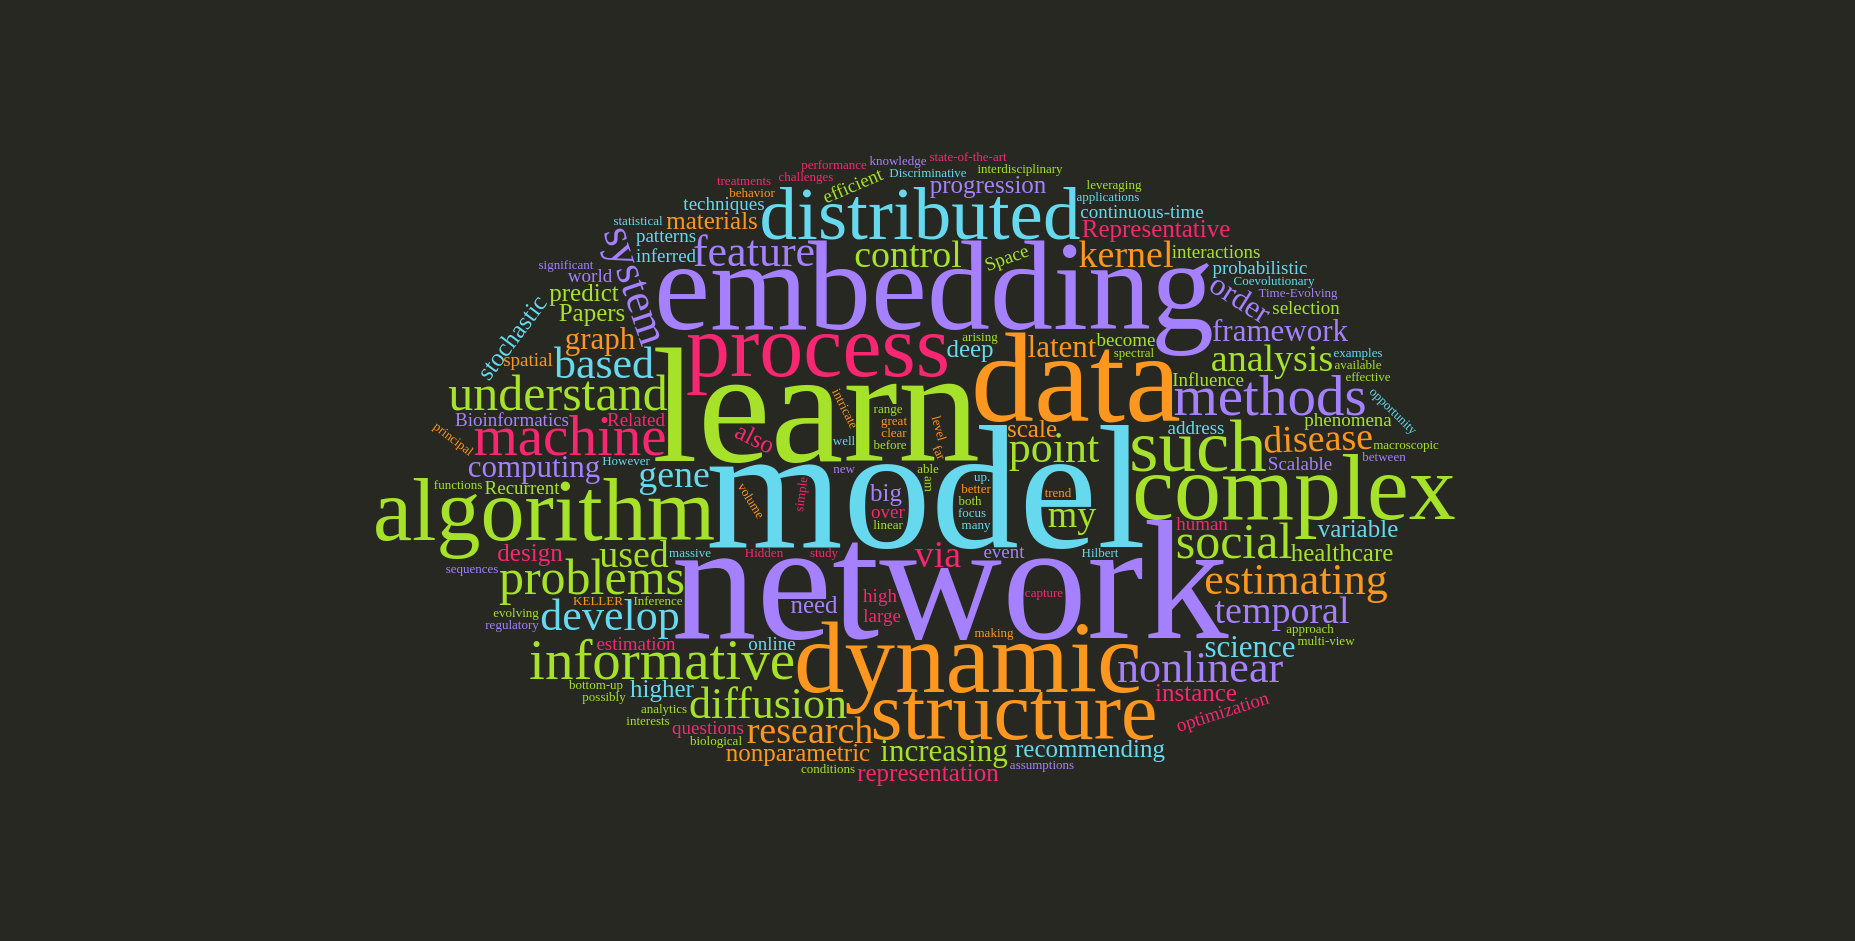 state-of-the-art
knowledge
performance
interdisciplinary
Discriminative
challenges
treatments
efficient
progression
leveraging
behavior
applications
techniques
distributed
continuous-time
statistical
materials
Representative
patterns
system
feature
control
Space
kernel
interactions
inferred
significant
world
embedding
probabilistic
Coevolutionary
predict
order
Time-Evolving
Papers
selection
stochastic
graph
process
arising
framework
deep
latent
become
spectral
spatial
based
data
analysis
examples
available
Influence
effective
understand
learn
methods
opportunity
intricate
range
Bioinformatics
Related
great
level
phenomena
principal
machine
also
well
clear
before
far
scale
point
address
such
disease
macroscopic
computing
However
gene
new
able
between
Scalable
functions
Recurrent
volume
simple
big
am
up.
better
both
trend
model
complex
algorithm
over
focus
linear
many
my
human
variable
design
used
massive
Hidden
study
via
event
Hilbert
social
healthcare
sequences
problems
network
estimating
KELLER
Inference
need
high
capture
evolving
regulatory
develop
large
temporal
approach
making
estimation
online
science
multi-view
informative
dynamic
nonlinear
bottom-up
possibly
higher
instance
analytics
interests
diffusion
structure
optimization
questions
research
biological
nonparametric
increasing
recommending
conditions
representation
assumptions